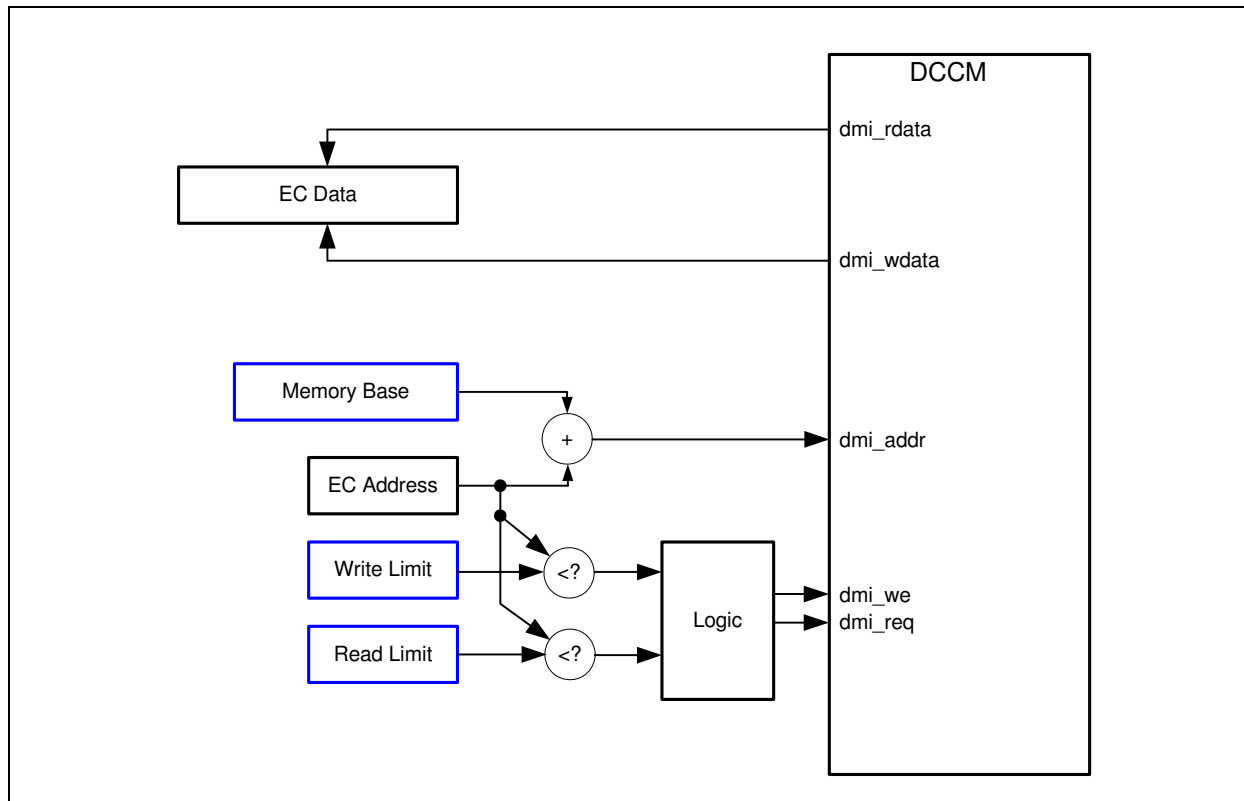 DCCM
dmi_rdata
EC Data
dmi_wdata
Memory Base
+
dmi_addr
EC Address
Write Limit
<?
dmi_we
Logic
dmi_req
Read Limit
<?